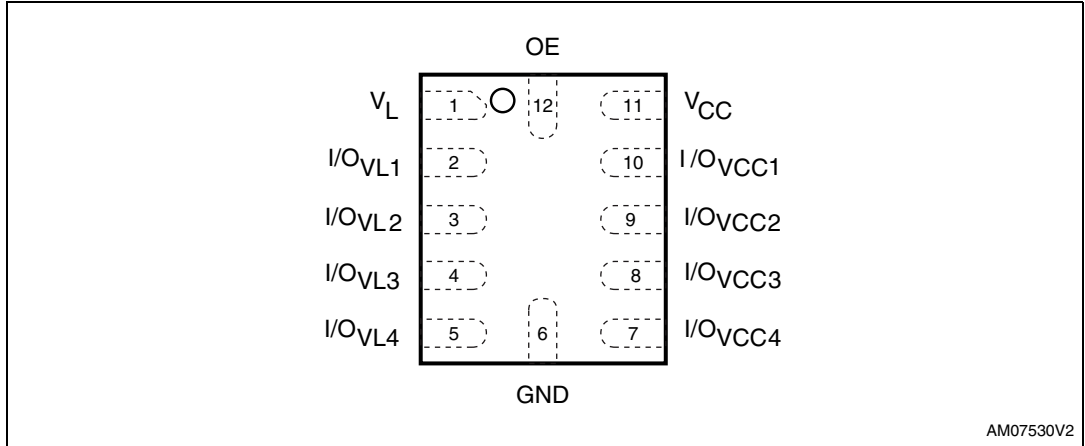 OE
V_L 1 12 11 V_CC
I/O_VL1 2 10 I/O_VCC1
I/O_VL2 3 9 I/O_VCC2
I/O_VL3 4 8 I/O_VCC3
I/O_VL4 5 6 7 I/O_VCC4
GND
AM07530V2